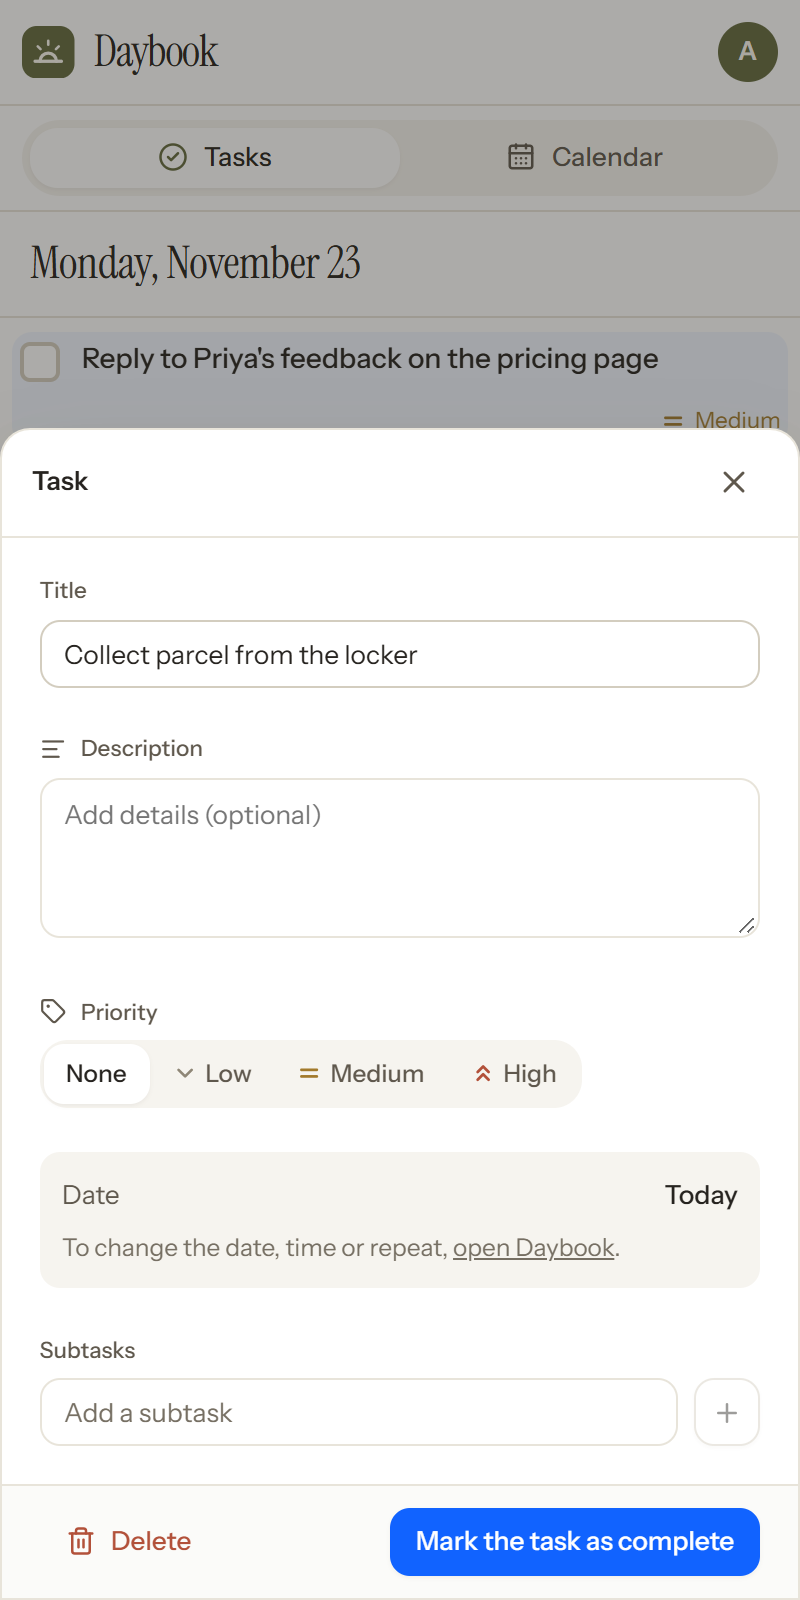 Daybook
A
Tasks
Calendar
Monday, November 23
Reply to Priya's feedback on the pricing page
Medium
Task
Title
Collect parcel from the locker
Description
Add details (optional)
Priority
None
Low
Medium
High
Date
Today
To change the date, time or repeat, open Daybook.
Subtasks
Add a subtask
Delete
Mark the task as complete